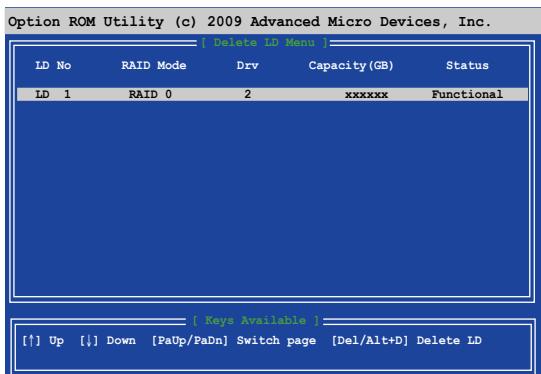 Option ROM Utility (c) 2009 Advanced Micro Devices, Inc.
[ Delete LD Menu ]
LD No RAID Mode Drv Capacity(GB) Status
LD 1 RAID 0 2 xxxxxx Functional
[ Keys Available ]
[↑] Up [↓] Down [PaUp/PaDn] Switch page [Del/Alt+D] Delete LD